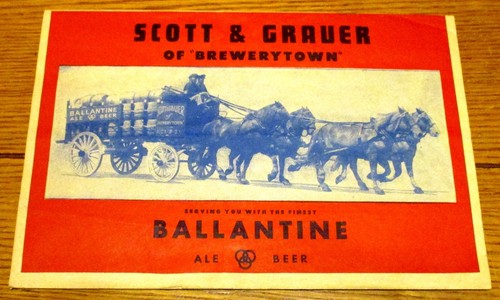 SCOTT & GRAUER
OF "BREWERYTOWN"
BALLANTINE
ALE BEER
SERVING YOU WITH THE FINEST
BALLANTINE
ALE BEER